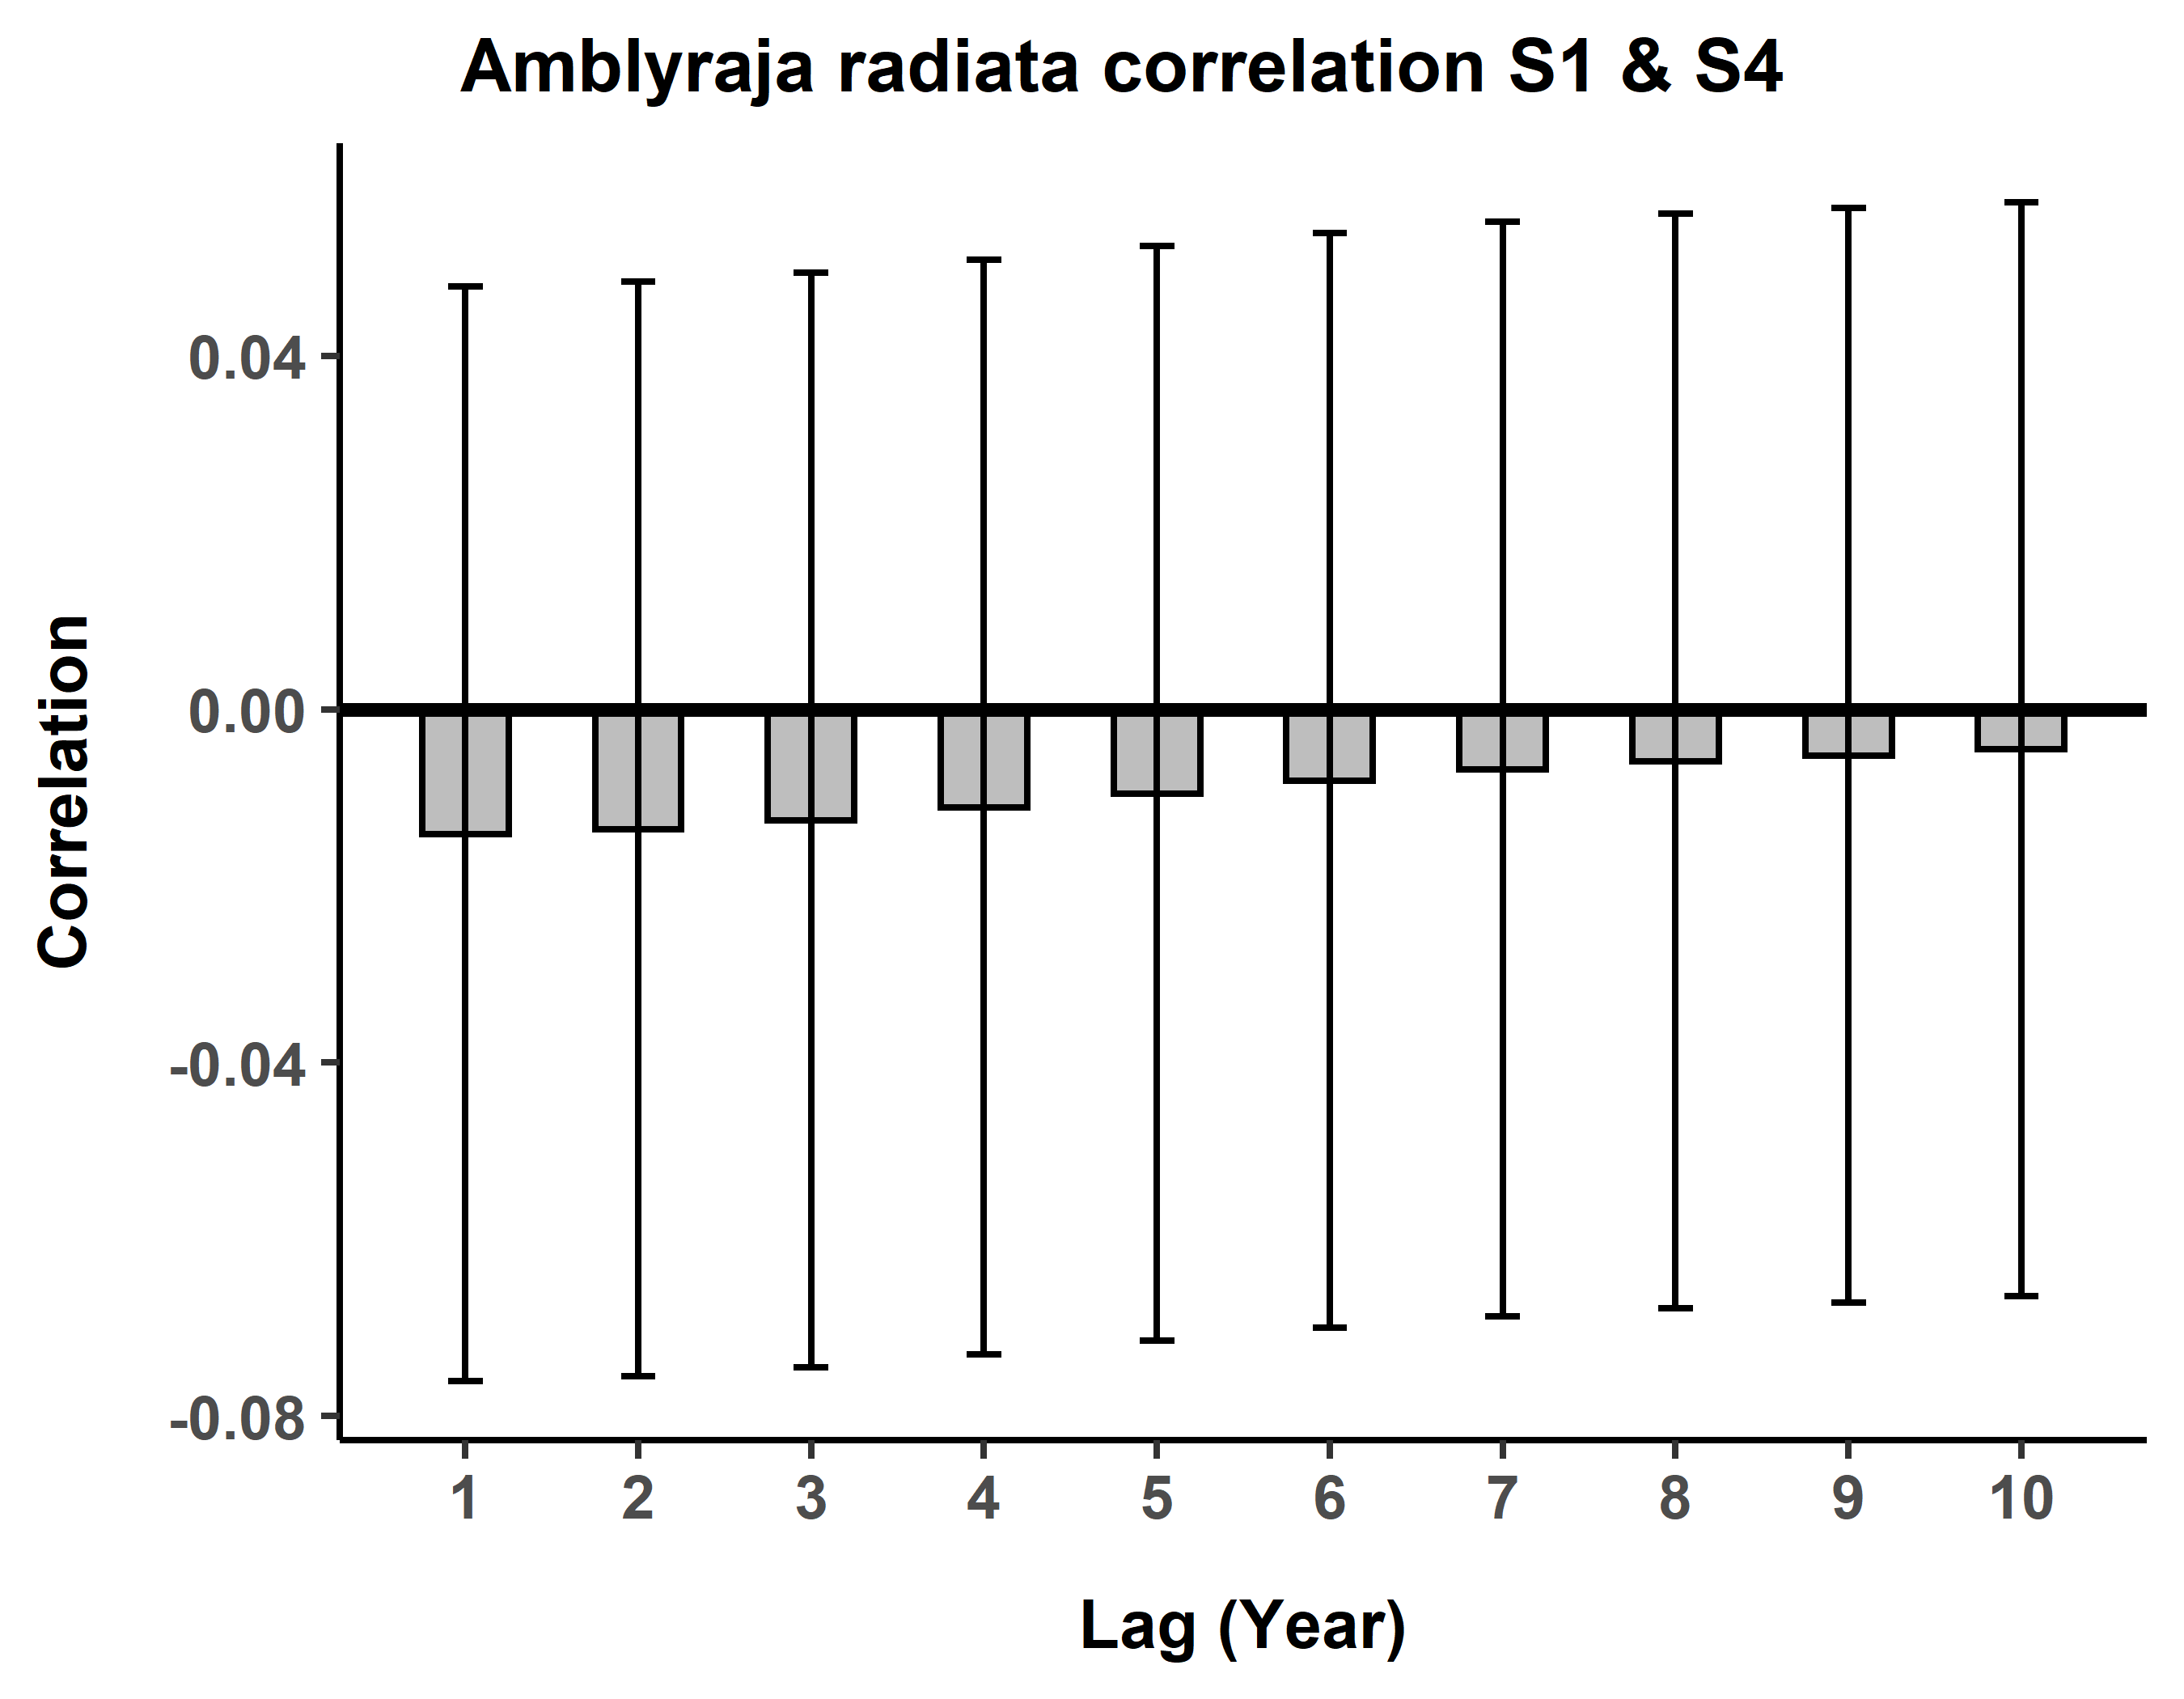 Amblyraja radiata correlation S1 & S4
Correlation
0.04
0.00
-0.04
-0.08
1 2 3 4 5 6 7 8 9 10
Lag (Year)